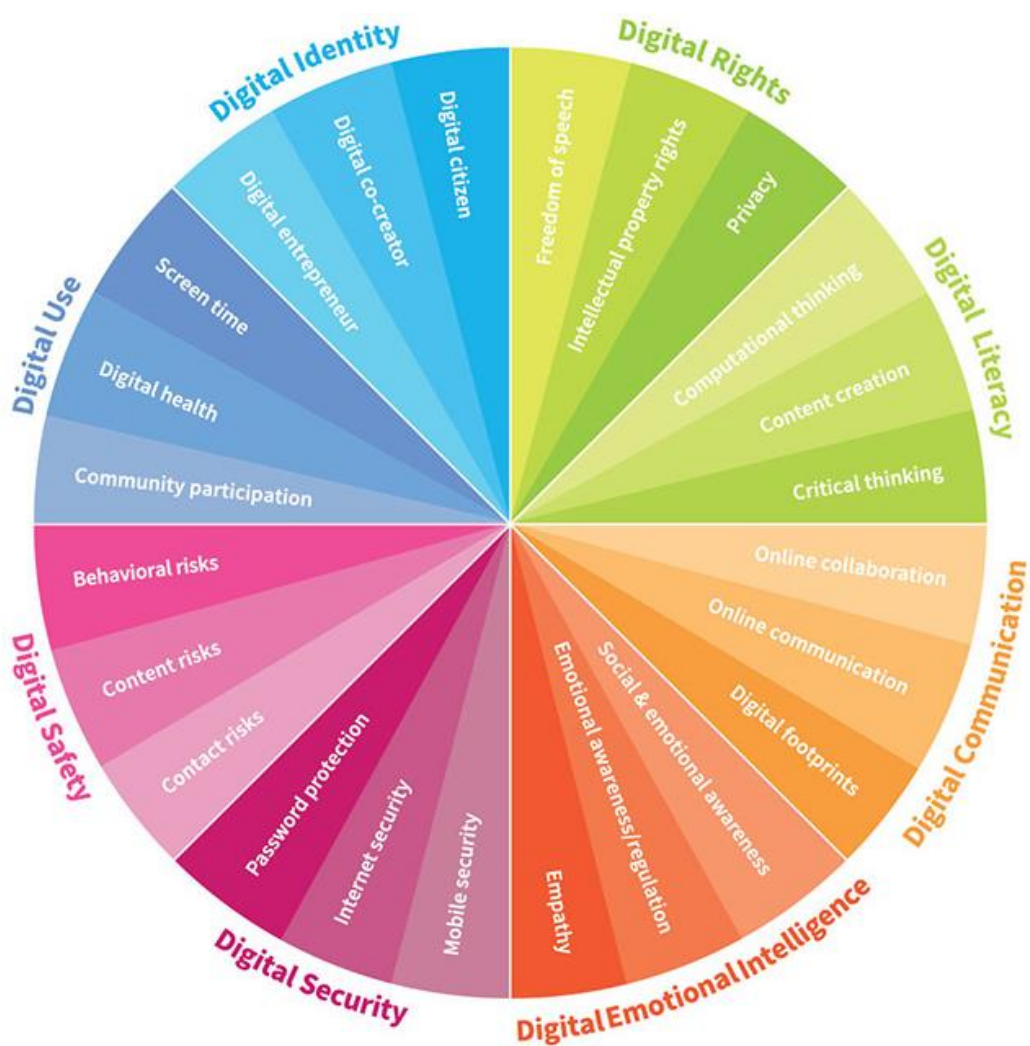 Digital Identity
Digital entrepreneur
Digital co-creator
Digital citizen
Digital Rights
Freedom of speech
Intellectual property rights
Privacy
Digital Literacy
Computational thinking
Content creation
Critical thinking
Digital Communication
Online collaboration
Online communication
Digital footprints
Digital Emotional Intelligence
Social & emotional awareness
Emotional awareness/regulation
Empathy
Digital Security
Mobile security
Internet security
Password protection
Digital Safety
Contact risks
Content risks
Behavioral risks
Digital Use
Community participation
Digital health
Screen time